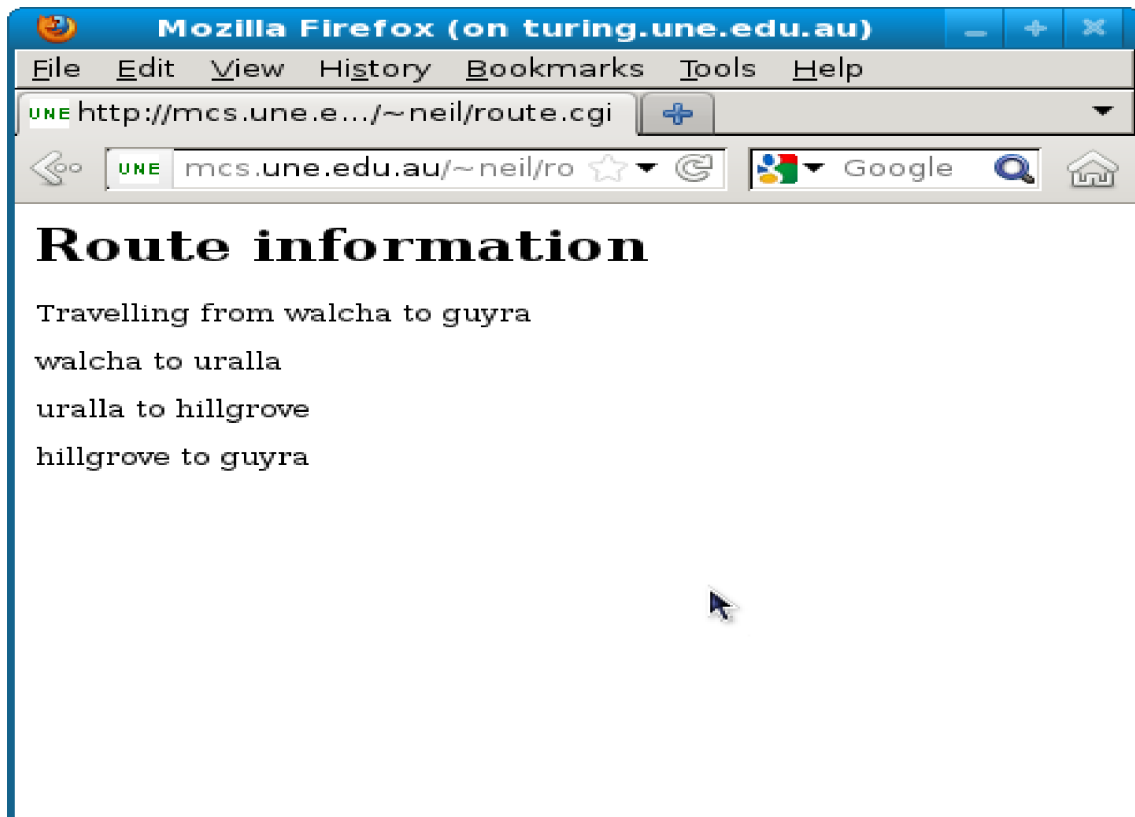 Mozilla Firefox (on turing.une.edu.au)
File Edit View History Bookmarks Tools Help
UNE http://mcs.une.e.../~neil/route.cgi
UNE mcs.une.edu.au/~neil/ro Google
Route information
Travelling from walcha to guyra
walcha to uralla
uralla to hillgrove
hillgrove to guyra